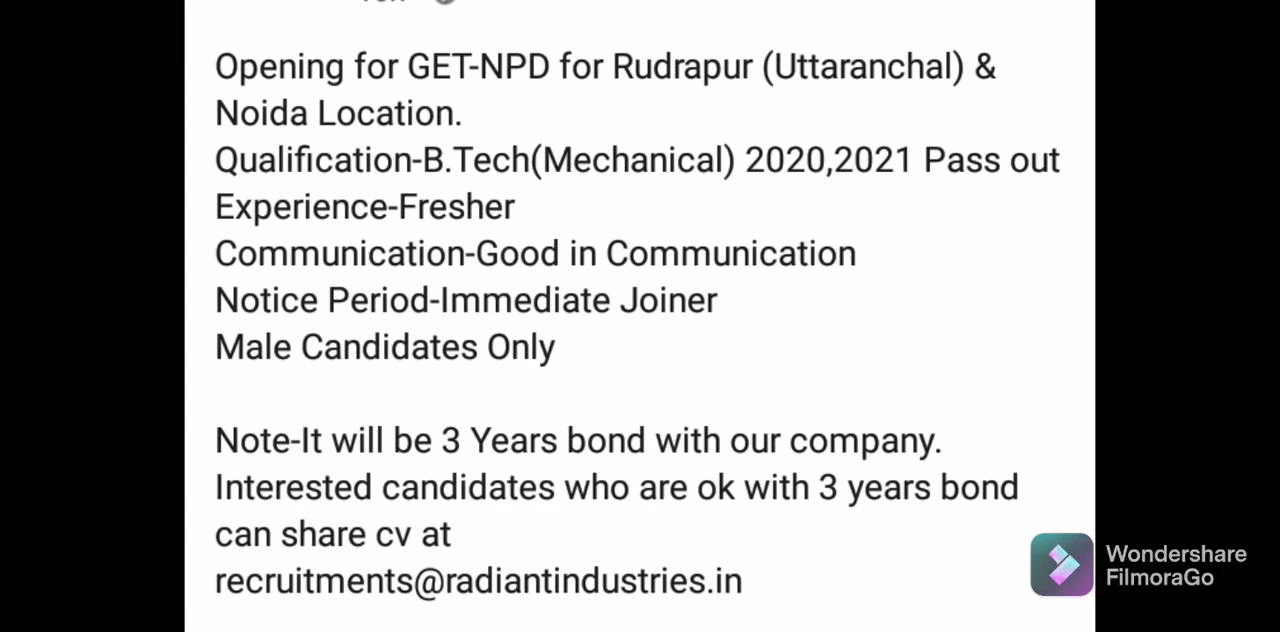 Opening for GET-NPD for Rudrapur (Uttaranchal) &
Noida Location.
Qualification-B.Tech(Mechanical) 2020,2021 Pass out
Experience-Fresher
Communication-Good in Communication
Notice Period-Immediate Joiner
Male Candidates Only
Note-It will be 3 Years bond with our company.
Interested candidates who are ok with 3 years bond
can share cv at
recruitments@radiantindustries.in
Wondershare
FilmoraGo